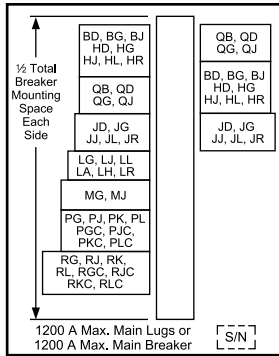 ½ Total
Breaker
Mounting
Space
Each
Side
BD, BG, BJ
HD, HG
HJ, HL, HR
QB, QD
QG, QJ
JD, JG
JJ, JL, JR
LG, LJ, LL
LA, LH, LR
MG, MJ
PG, PJ, PK, PL
PGC, PJC,
PKC, PLC
RG, RJ, RK,
RL, RGC, RJC
RKC, RLC
QB, QD
QG, QJ
BD, BG, BJ
HD, HG
HJ, HL, HR
JD, JG
JJ, JL, JR
1200 A Max. Main Lugs or
1200 A Max. Main Breaker
S/N